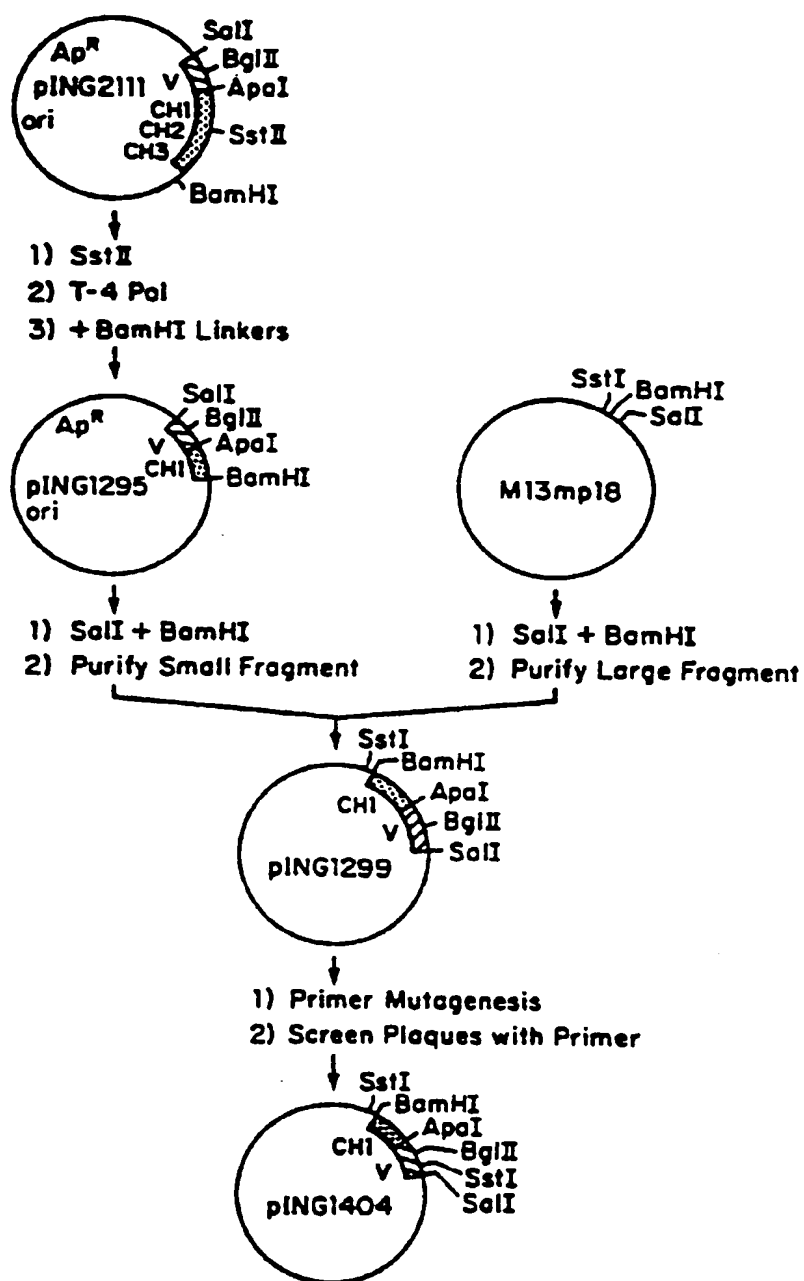 SalI
Ap^R
BglII
pING2111
V
ApaI
CH1
ori
CH2
SstII
CH3
BamHI
1) SstII
2) T-4 Pol
3) + BamHI Linkers
SalI
Ap^R
BglII
V
ApaI
CH1
BamHI
pING1295
ori
SstI
BamHI
SalI
M13mp18
1) SalI + BamHI
2) Purify Small Fragment
1) SalI + BamHI
2) Purify Large Fragment
SstI
BamHI
CH1
ApaI
V
BglII
SalI
pING1299
1) Primer Mutagenesis
2) Screen Plaques with Primer
SstI
BamHI
ApaI
CH1
BglII
V
SstI
SalI
pING1404